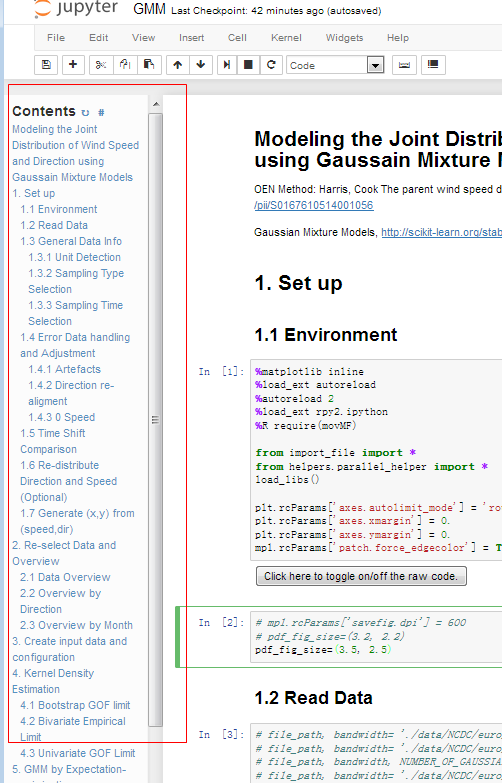 jupyter GMM Last Checkpoint: 42 minutes ago (autosaved)
File Edit View Insert Cell Kernel Widgets Help
Code
Contents
Modeling the Joint
Distribution of Wind Speed
and Direction using
Gaussain Mixture Models
1. Set up
1.1 Environment
1.2 Read Data
1.3 General Data Info
1.3.1 Unit Detection
1.3.2 Sampling Type
Selection
1.3.3 Sampling Time
Selection
1.4 Error Data handling
and Adjustment
1.4.1 Artefacts
1.4.2 Direction re-
aligment
1.4.3 0 Speed
1.5 Time Shift
Comparison
1.6 Re-distribute
Direction and Speed
(Optional)
1.7 Generate (x,y) from
(speed,dir)
2. Re-select Data and
Overview
2.1 Data Overview
2.2 Overview by
Direction
2.3 Overview by Month
3. Create input data and
configuration
4. Kernel Density
Estimation
4.1 Bootstrap GOF limit
4.2 Bivariate Empirical
Limit
4.3 Univariate GOF Limit
5. GMM by Expectation-
Modeling the Joint Distrib
using Gaussain Mixture M
OEN Method: Harris, Cook The parent wind speed d
/pii/S0167610514001056
Gaussian Mixture Models, http://scikit-learn.org/stab
1. Set up
1.1 Environment
In [1]:
%matplotlib inline
%load_ext autoreload
%autoreload 2
%load_ext rpy2.ipython
%R require(movMF)
from import_file import *
from helpers.parallel_helper import *
load_libs()
plt.rcParams['axes.autolimit_mode'] = 'ro
plt.rcParams['axes.xmargin'] = 0.
plt.rcParams['axes.ymargin'] = 0.
mpl.rcParams['patch.force_edgecolor'] = T
Click here to toggle on/off the raw code.
In [2]:
# mpl.rcParams['savefig.dpi'] = 600
# pdf_fig_size=(3.2, 2.2)
pdf_fig_size=(3.5, 2.5)
1.2 Read Data
In [3]:
# file_path, bandwidth= './data/NCDC/euro
# file_path, bandwidth= './data/NCDC/euro
# file_path, bandwidth, NUMBER_OF_GAUSSI
# file_path, bandwidth= './data/NCDC/euro